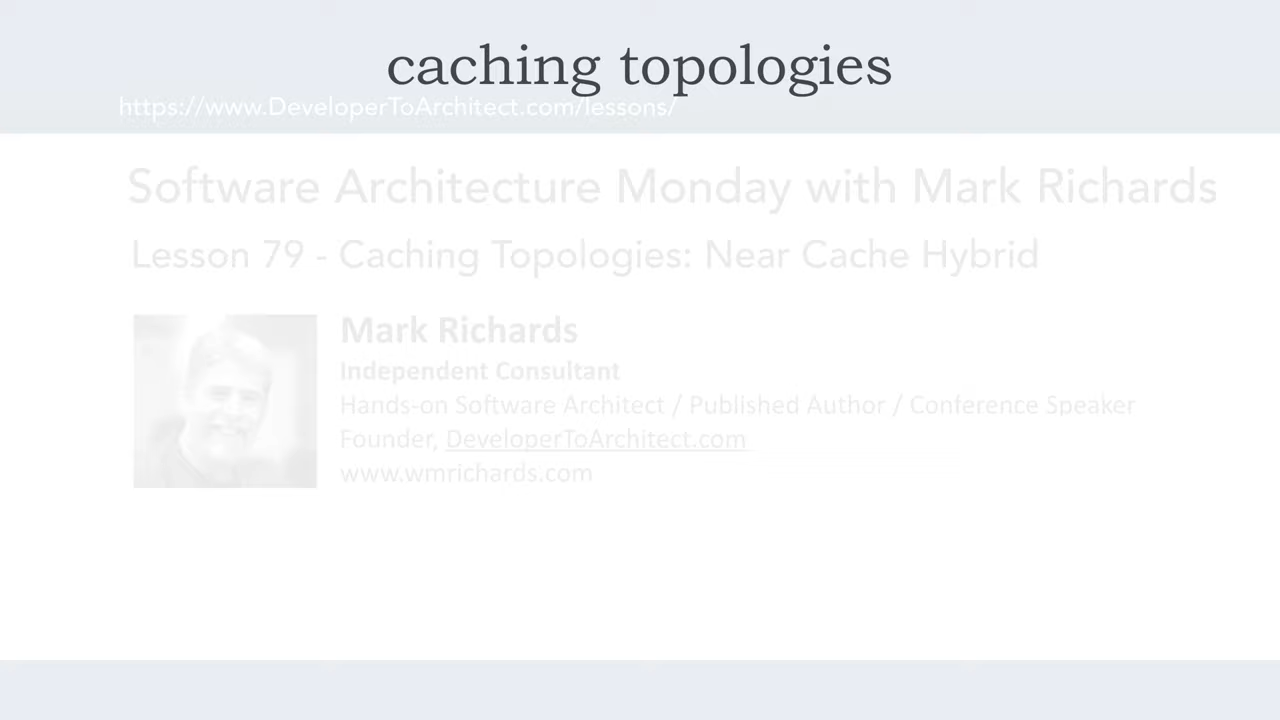 caching topologies
https://www.DeveloperToArchitect.com/lessons/
Software Architecture Monday with Mark Richards
Lesson 79 - Caching Topologies: Near Cache Hybrid
Mark Richards
Independent Consultant
Hands-on Software Architect / Published Author / Conference Speaker
Founder, DeveloperToArchitect.com
www.wmrichards.com